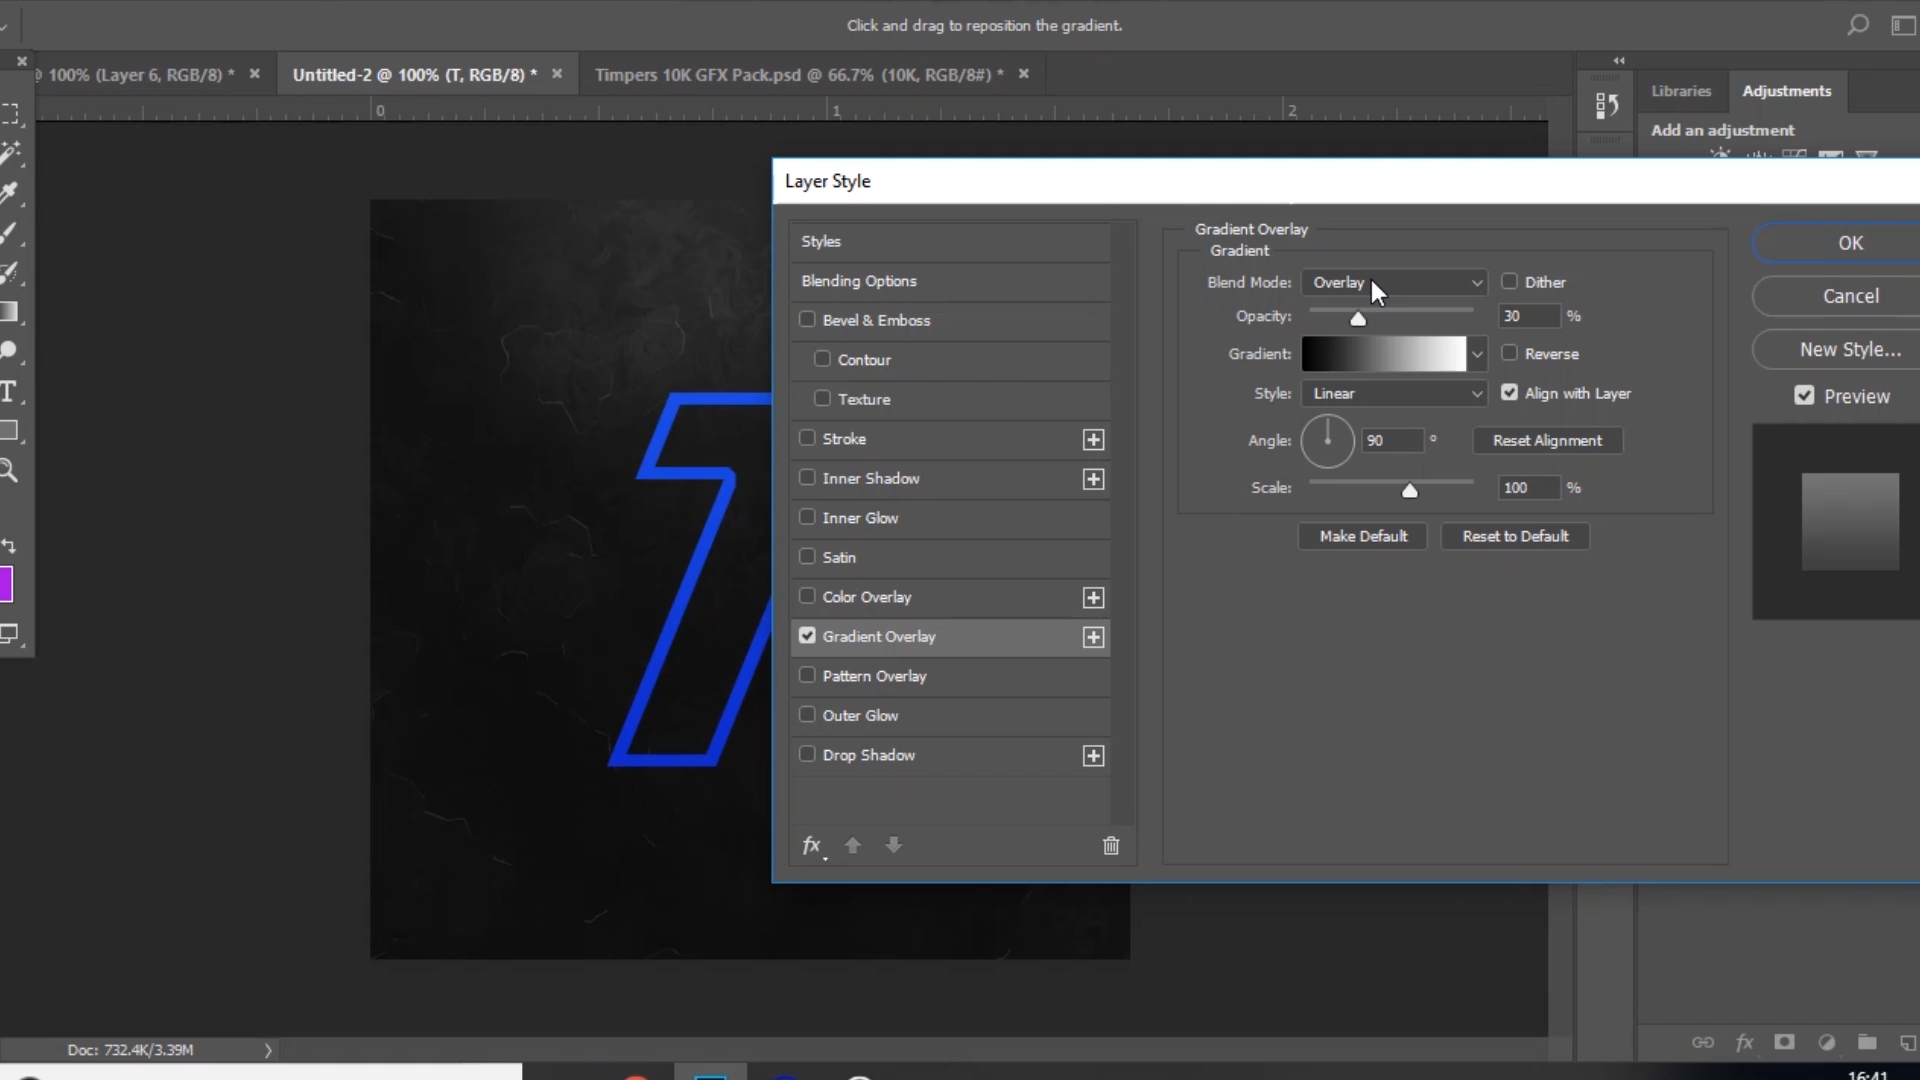 Click and drag to reposition the gradient.
100% (Layer 6, RGB/8) * ×
Untitled-2 @ 100% (T, RGB/8) * ×
Timpers 10K GFX Pack.psd @ 66.7% (10K, RGB/8#) * ×
0 1 2
Libraries
Adjustments
Add an adjustment
Layer Style
Styles
Blending Options
Bevel & Emboss
Contour
Texture
Stroke
Inner Shadow
Inner Glow
Satin
Color Overlay
Gradient Overlay
Pattern Overlay
Outer Glow
Drop Shadow
fx
Gradient Overlay
Gradient
Blend Mode: Overlay Dither
Opacity: 30 %
Gradient: Reverse
Style: Linear Align with Layer
Angle: 90 ° Reset Alignment
Scale: 100 %
Make Default Reset to Default
OK
Cancel
New Style...
Preview
T
Doc: 732.4K/3.39M
fx
16:41